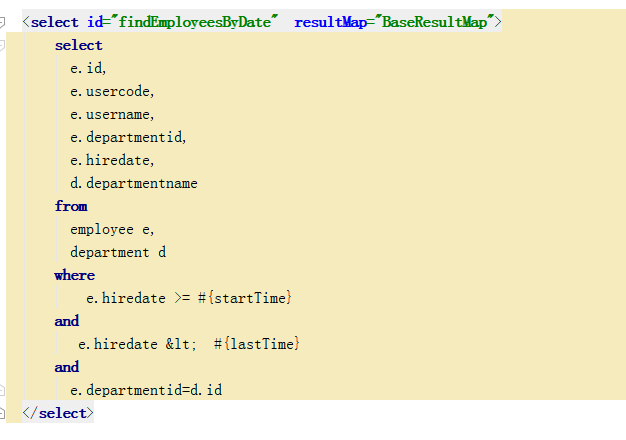 <select id="findEmployeesByDate"  resultMap="BaseResultMap">
select
e.id,
e.usercode,
e.username,
e.departmentid,
e.hiredate,
d.departmentname
from
employee e,
department d
where
e.hiredate >= #{startTime}
and
e.hiredate &lt;  #{lastTime}
and
e.departmentid=d.id
</select>